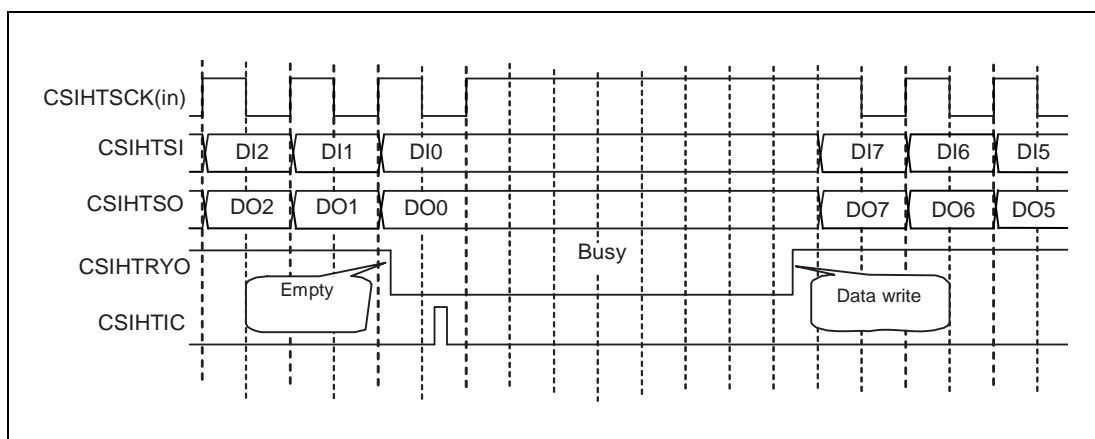 CSIHTSCK(in)
CSIHTSI DI2 DI1 DI0 DI7 DI6 DI5
CSIHTSO DO2 DO1 DO0 DO7 DO6 DO5
CSIHTRYO Busy
Empty Data write
CSIHTIC